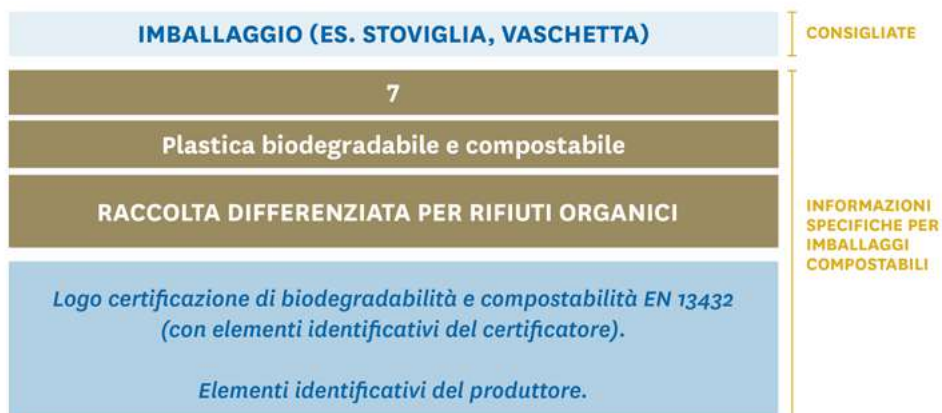 IMBALLAGGIO (ES. STOVIGLIA, VASCHETTA)
CONSIGLIATE
7
Plastica biodegradabile e compostabile
RACCOLTA DIFFERENZIATA PER RIFIUTI ORGANICI
INFORMAZIONI
SPECIFICHE PER
IMBALLAGGI
COMPOSTABILI
Logo certificazione di biodegradabilità e compostabilità EN 13432
(con elementi identificativi del certificatore).
Elementi identificativi del produttore.